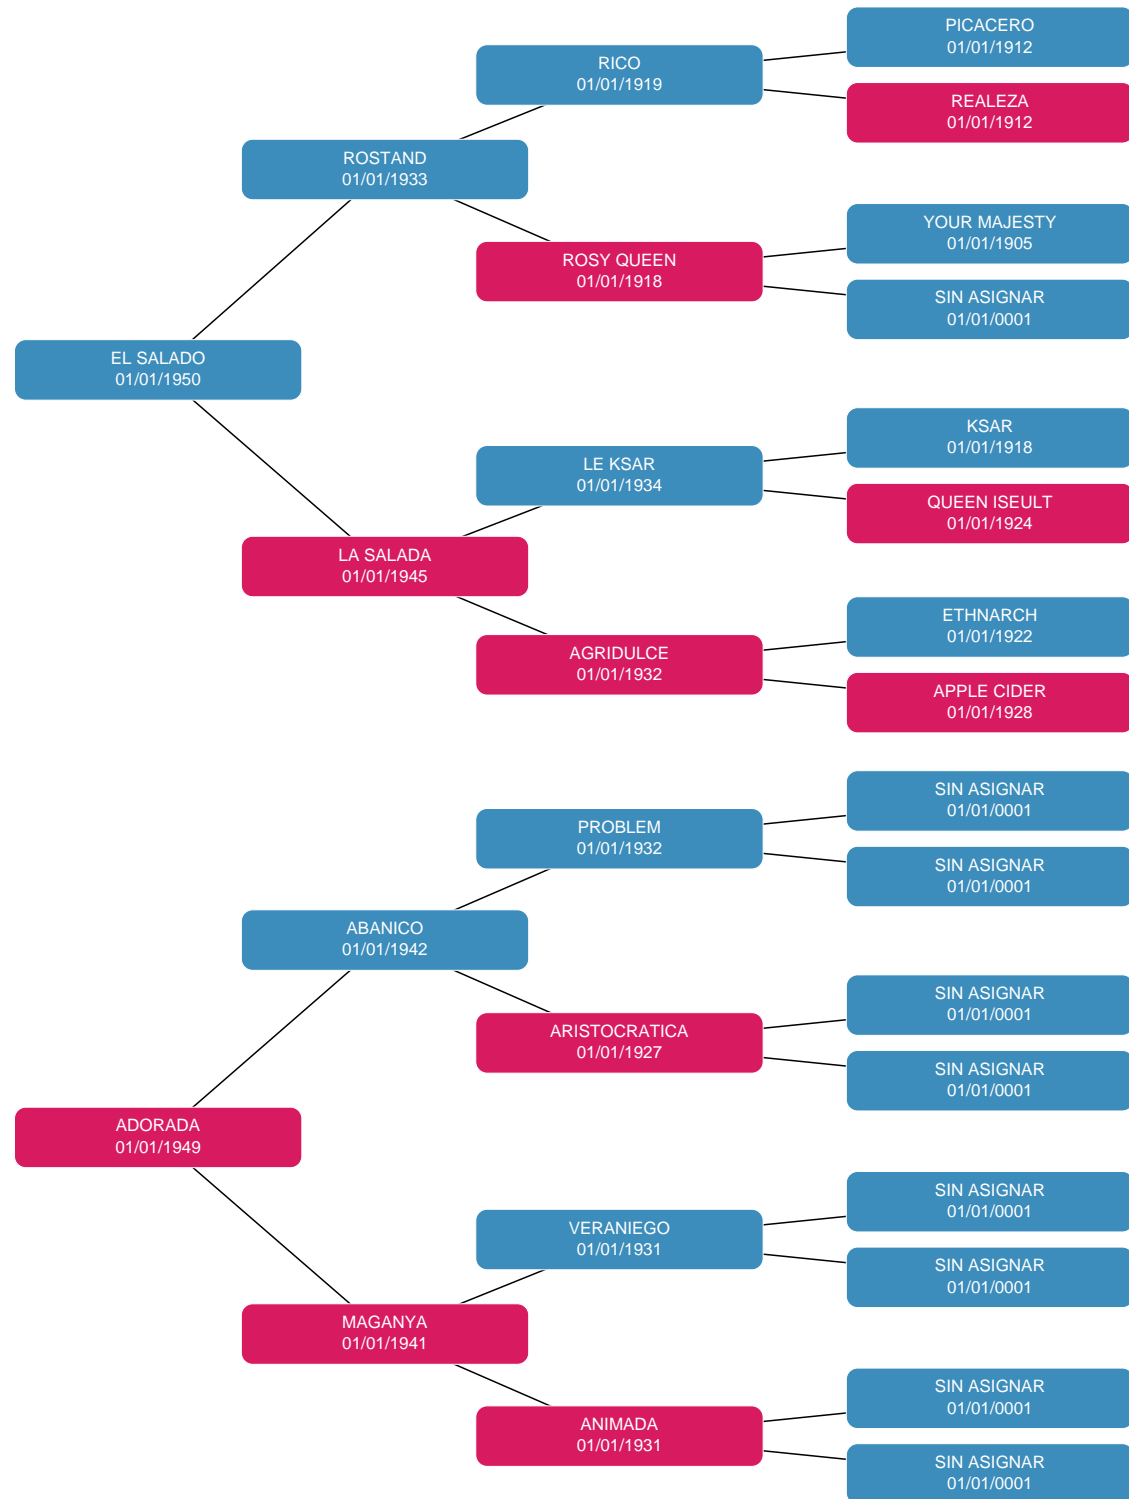 PICACERO
01/01/1912
RICO
01/01/1919
REALEZA
01/01/1912
ROSTAND
01/01/1933
YOUR MAJESTY
01/01/1905
ROSY QUEEN
01/01/1918
SIN ASIGNAR
01/01/0001
EL SALADO
01/01/1950
KSAR
01/01/1918
LE KSAR
01/01/1934
QUEEN ISEULT
01/01/1924
LA SALADA
01/01/1945
ETHNARCH
01/01/1922
AGRIDULCE
01/01/1932
APPLE CIDER
01/01/1928
SIN ASIGNAR
01/01/0001
PROBLEM
01/01/1932
SIN ASIGNAR
01/01/0001
ABANICO
01/01/1942
SIN ASIGNAR
01/01/0001
ARISTOCRATICA
01/01/1927
SIN ASIGNAR
01/01/0001
ADORADA
01/01/1949
SIN ASIGNAR
01/01/0001
VERANIEGO
01/01/1931
SIN ASIGNAR
01/01/0001
MAGANYA
01/01/1941
SIN ASIGNAR
01/01/0001
ANIMADA
01/01/1931
SIN ASIGNAR
01/01/0001